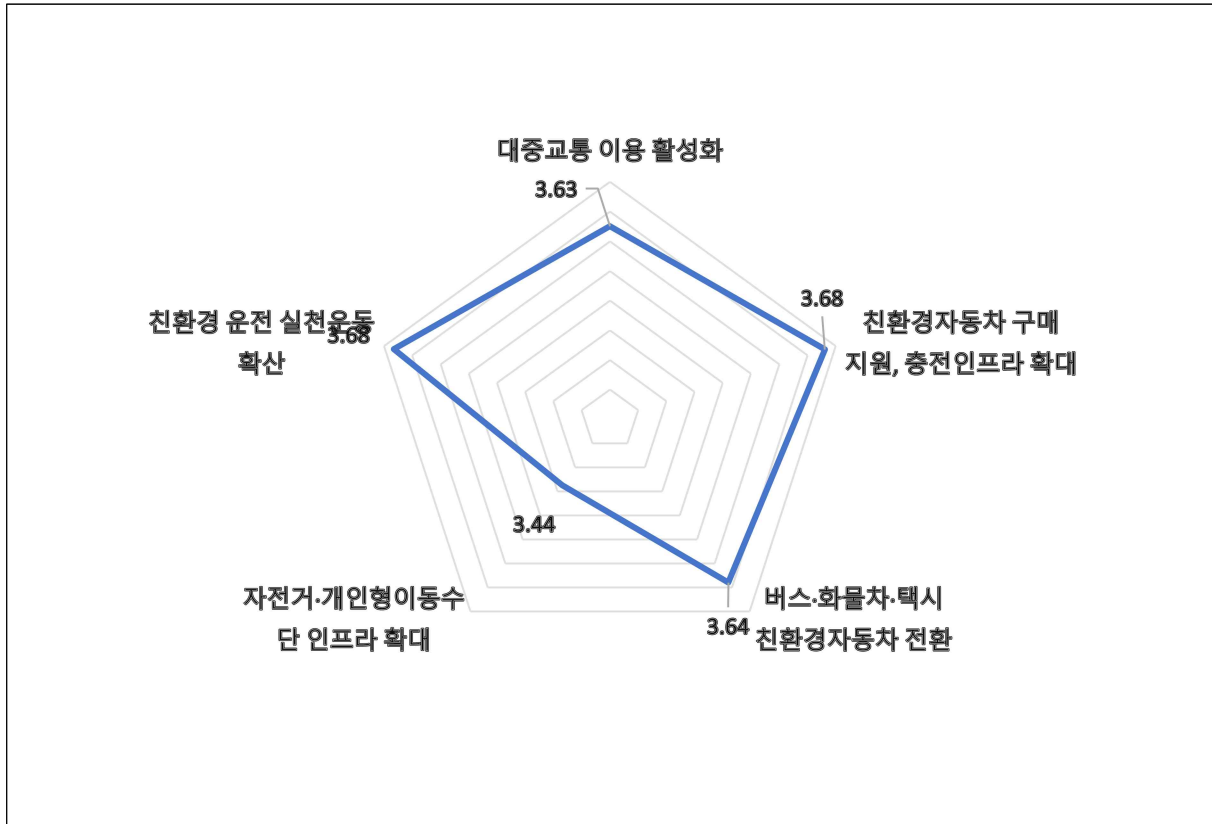 대중교통 이용 활성화
3.63
3.68
친환경자동차 구매
지원, 충전인프라 확대
친환경 운전 실천운동
확산
3.68
3.44
자전거·개인형이동수
단 인프라 확대
버스·화물차·택시
친환경자동차 전환
3.64